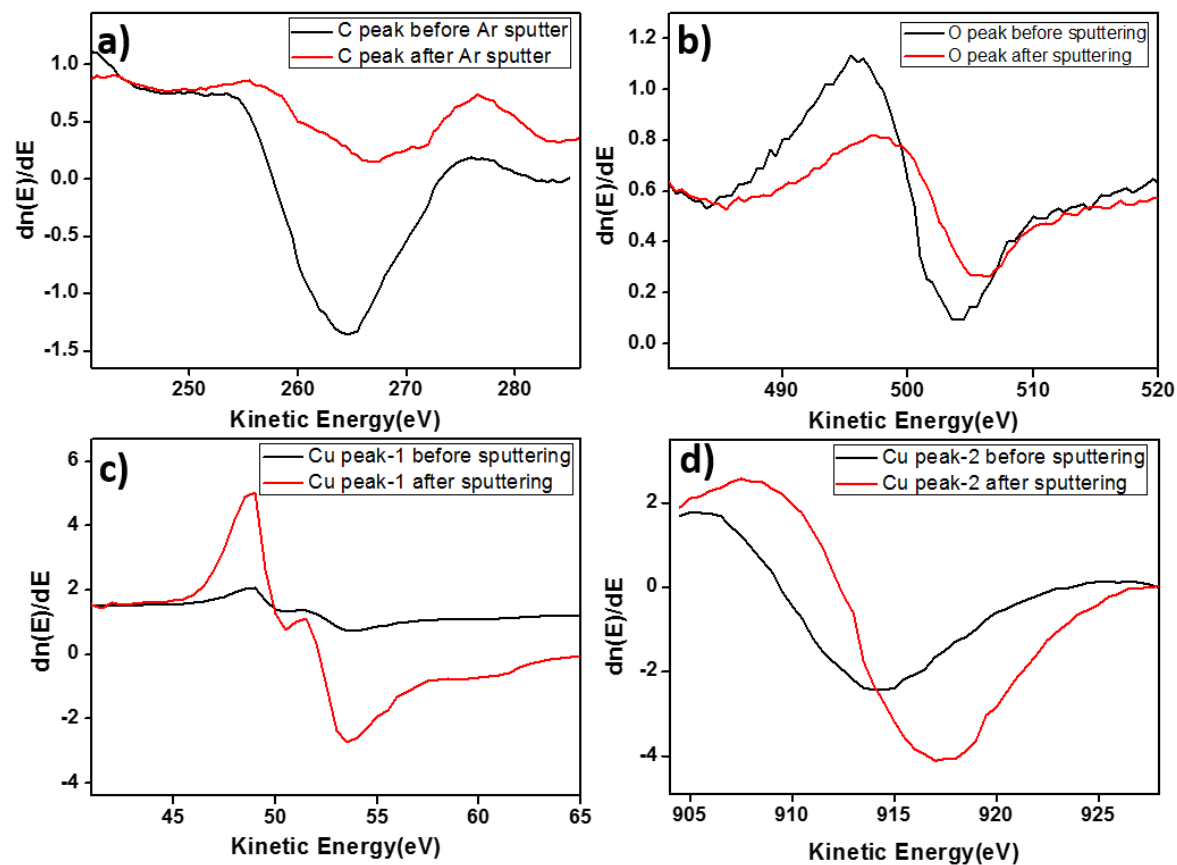 a)
C peak before Ar sputter
C peak after Ar sputter
dn(E)/dE
1.0
0.5
0.0
-0.5
-1.0
-1.5
250
260
270
280
Kinetic Energy(eV)
b)
O peak before sputtering
O peak after sputtering
dn(E)/dE
1.2
1.0
0.8
0.6
0.4
0.2
0.0
490
500
510
520
Kinetic Energy(eV)
c)
Cu peak-1 before sputtering
Cu peak-1 after sputtering
dn(E)/dE
6
4
2
0
-2
-4
45
50
55
60
65
Kinetic Energy(eV)
d)
Cu peak-2 before sputtering
Cu peak-2 after sputtering
dn(E)/dE
2
0
-2
-4
905
910
915
920
925
Kinetic Energy(eV)